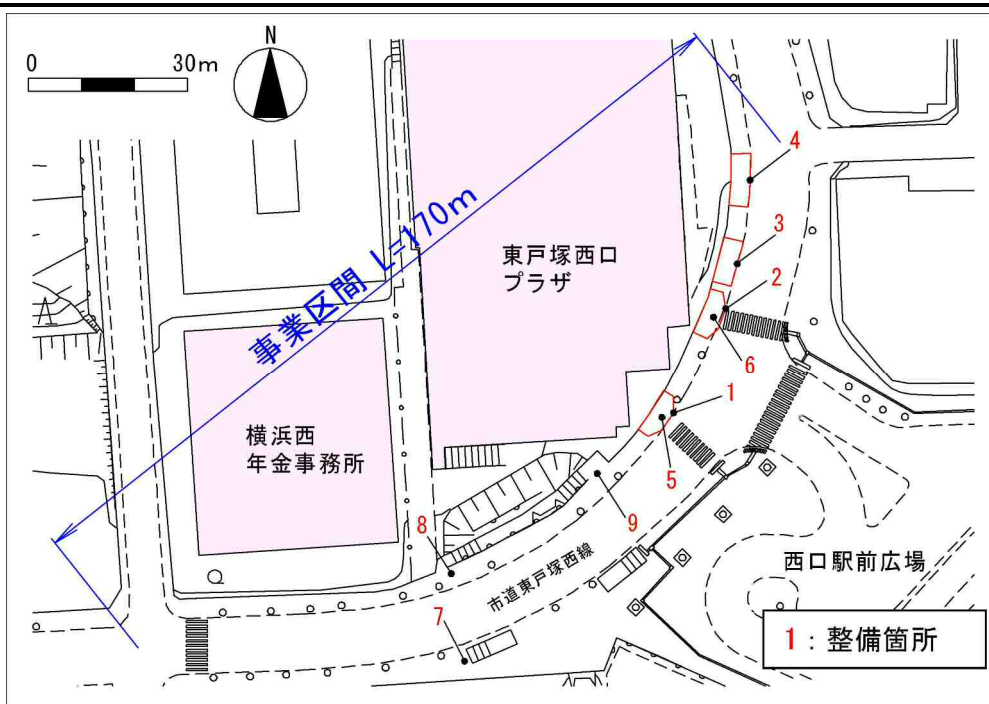 0 30m
N
4
事業区間 L=170m
3
東戸塚西口
プラザ
2
6
1
横浜西
年金事務所
5
8
9
市道東戸塚西線
西口駅前広場
7
1：整備箇所